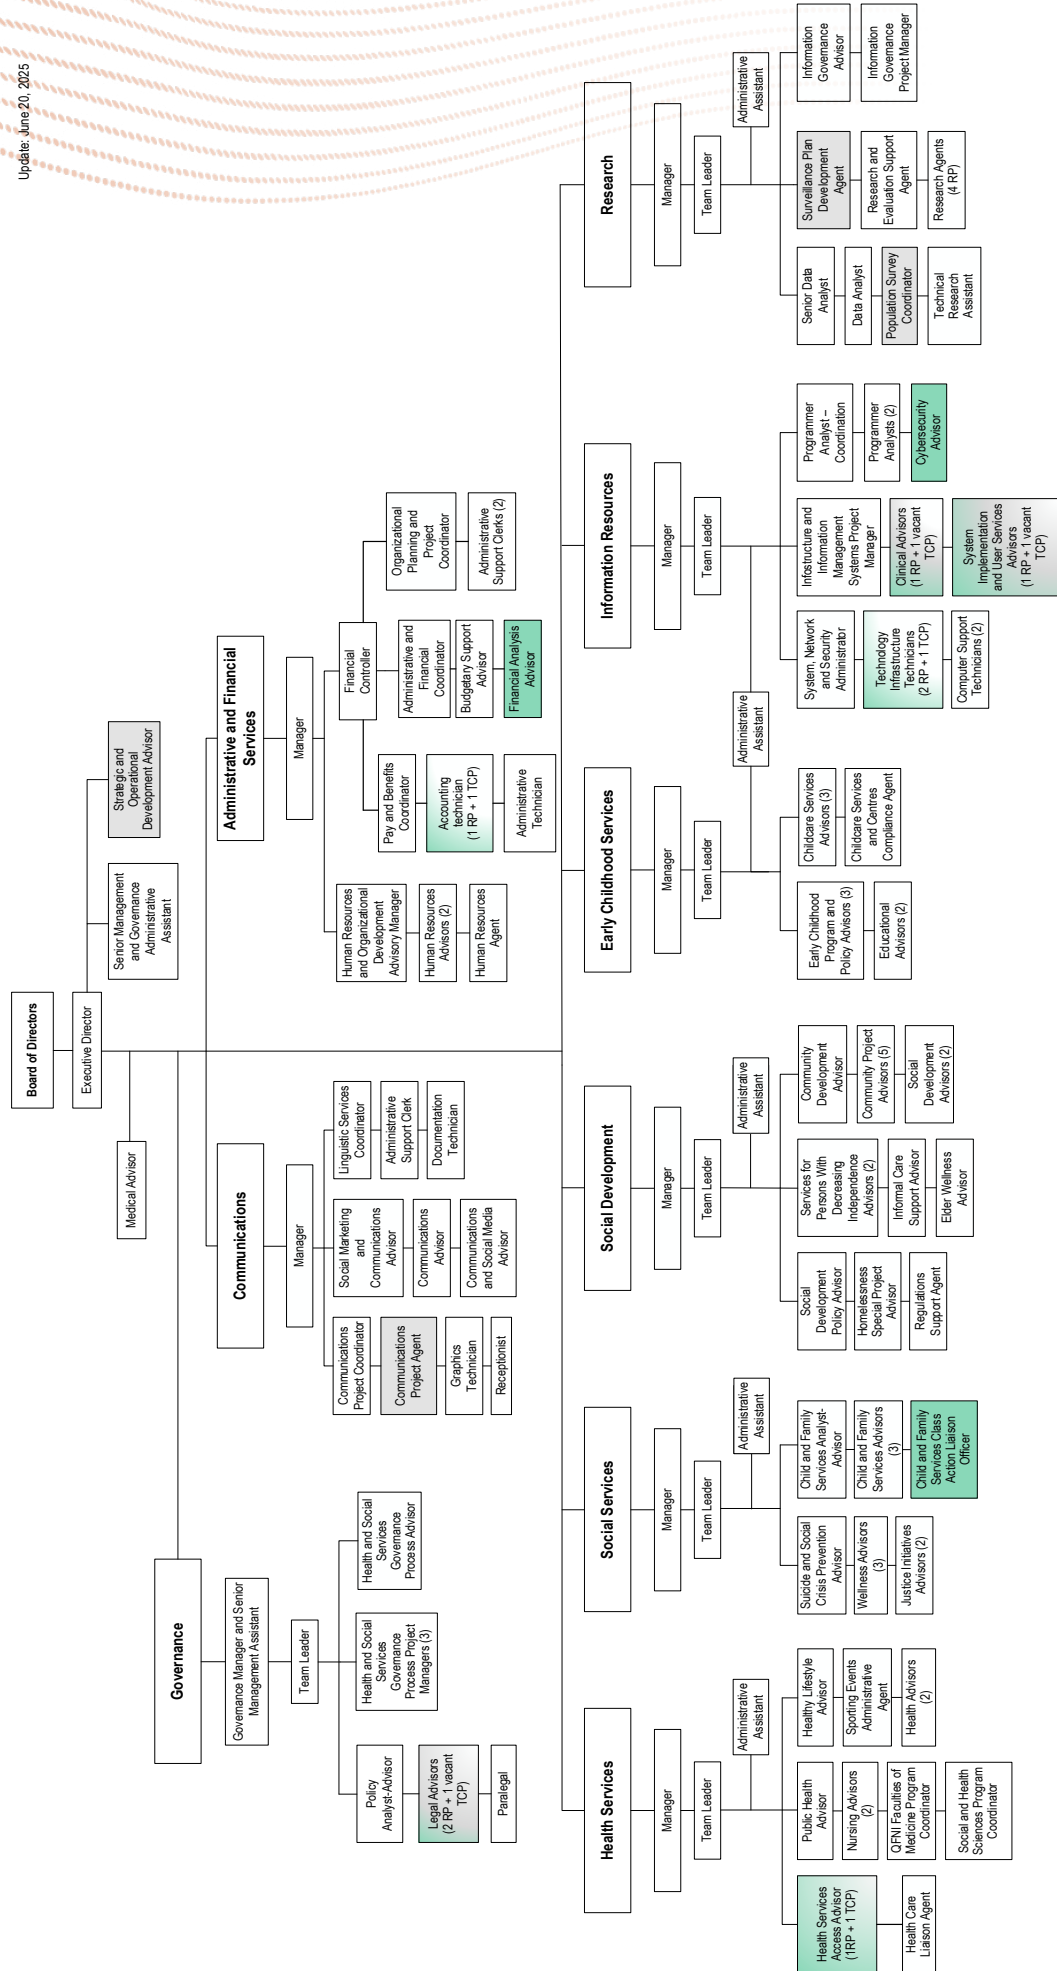 Update: June 20, 2025
Board of Directors
Executive Director
Medical Advisor
Senior Management
and Governance
Administrative
Assistant
Strategic and
Operational
Development Advisor
Governance
Governance Manager and Senior
Management Assistant
Team Leader
Policy
Analyst-Advisor
Legal Advisors
(2 RP + 1 vacant
TCP)
Paralegal
Health and Social
Services
Governance
Process Project
Managers (3)
Health and Social
Services
Governance
Process Advisor
Communications
Manager
Communications
Project Coordinator
Communications
Project Agent
Graphics
Technician
Receptionist
Social Marketing
and
Communications
Advisor
Communications
Advisor
Communications
and Social Media
Advisor
Linguistic Services
Coordinator
Administrative
Support Clerk
Documentation
Technician
Administrative and Financial
Services
Manager
Human Resources
and Organizational
Development
Advisory Manager
Human Resources
Advisors (2)
Human Resources
Agent
Financial
Controller
Pay and Benefits
Coordinator
Accounting
technician
(1 RP + 1 TCP)
Administrative
Technician
Administrative and
Financial
Coordinator
Budgetary Support
Advisor
Financial Analysis
Advisor
Organizational
Planning and
Project
Coordinator
Administrative
Support Clerks (2)
Health Services
Manager
Team Leader
Administrative
Assistant
Health Services
Access Advisor
(1RP + 1 TCP)
Health Care
Liaison Agent
Public Health
Advisor
Nursing Advisors
(2)
QFNI Faculties of
Medicine Program
Coordinator
Social and Health
Sciences Program
Coordinator
Healthy Lifestyle
Advisor
Sporting Events
Administrative
Agent
Health Advisors
(2)
Social Services
Manager
Team Leader
Administrative
Assistant
Suicide and Social
Crisis Prevention
Advisor
Wellness Advisors
(3)
Justice Initiatives
Advisors (2)
Child and Family
Services Analyst-
Advisor
Child and Family
Services Advisors
(3)
Child and Family
Services Class
Action Liaison
Officer
Social Development
Manager
Team Leader
Administrative
Assistant
Social
Development
Policy Advisor
Homelessness
Special Project
Advisor
Regulations
Support Agent
Services for
Persons With
Decreasing
Independence
Advisors (2)
Informal Care
Support Advisor
Elder Wellness
Advisor
Community
Development
Advisor
Community Project
Advisors (5)
Social
Development
Advisors (2)
Early Childhood Services
Manager
Team Leader
Administrative
Assistant
Early Childhood
Program and
Policy Advisors (3)
Educational
Advisors (2)
Childcare Services
Advisors (3)
Childcare Services
and Centres
Compliance Agent
Information Resources
Manager
Team Leader
System, Network
and Security
Administrator
Technology
Infrastructure
Technicians
(2 RP + 1 TCP)
Computer Support
Technicians (2)
Infostructure and
Information
Management
Systems Project
Manager
Clinical Advisors
(1 RP + 1 vacant
TCP)
System
Implementation
and User Services
Advisors
(1 RP + 1 vacant
TCP)
Programmer
Analyst –
Coordination
Programmer
Analysts (2)
Cybersecurity
Advisor
Research
Manager
Team Leader
Administrative
Assistant
Senior Data
Analyst
Data Analyst
Population Survey
Coordinator
Technical
Research
Assistant
Surveillance Plan
Development
Agent
Research and
Evaluation Support
Agent
Research Agents
(4 RP)
Information
Governance
Advisor
Information
Governance
Project Manager